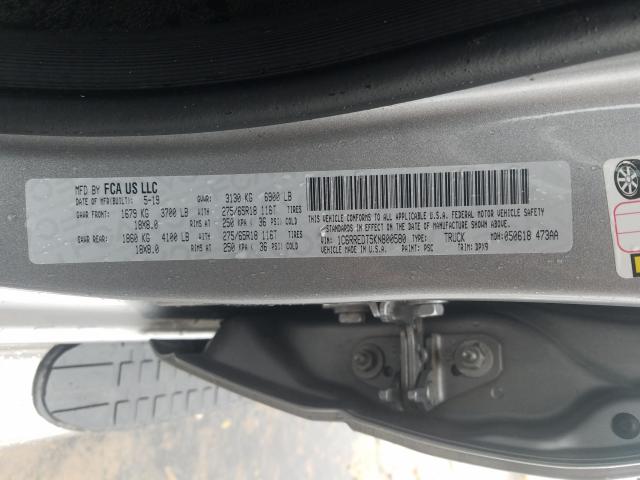 MFD BY FCA US LLC
DATE OF MFR(BUILT): 5-19 GVWR: 3130 KG 6900 LB
GAWR FRONT: 1679 KG 3700 LB WITH 275/65R18 116T TIRES
18X8.0 RIMS AT 250 KPA ( 36 PSI) COLD
GAWR REAR: 1860 KG 4100 LB WITH 275/65R18 116T TIRES
18X8.0 RIMS AT 250 KPA ( 36 PSI) COLD
THIS VEHICLE CONFORMS TO ALL APPLICABLE U.S.A. FEDERAL MOTOR VEHICLE SAFETY
STANDARDS IN EFFECT ON THE DATE OF MANUFACTURE SHOWN ABOVE.
VIN: 1C6RREDT5KN800580 TYPE: TRUCK MDH: 050618 473AA
VEHICLE MADE IN U.S.A. PAINT: PSC TRIM: DPX9